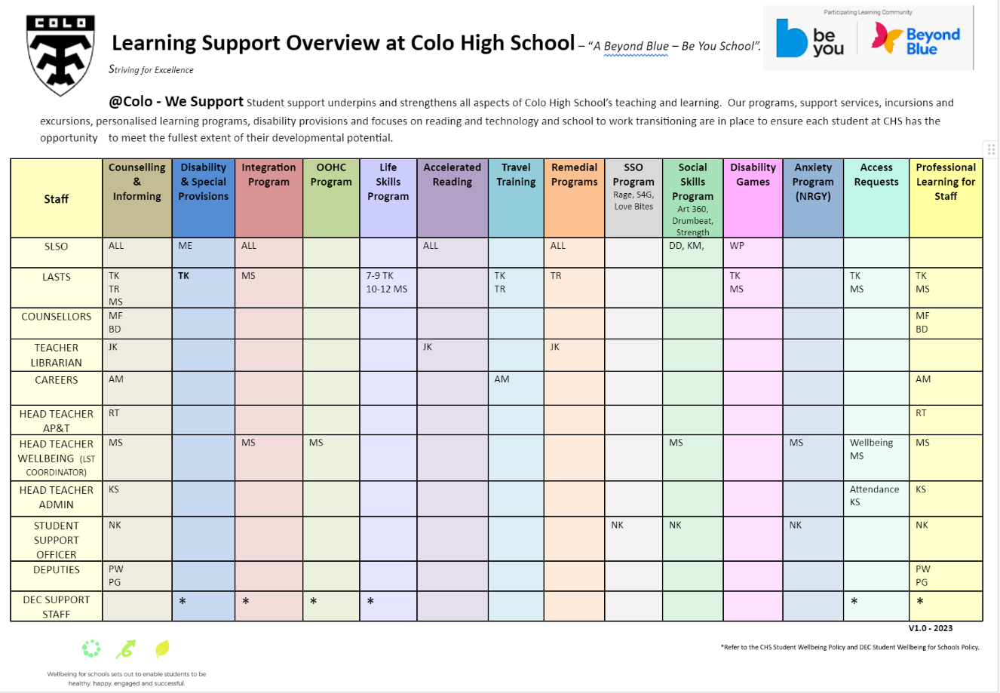 COLO
Participating Learning Community
be you
Beyond Blue
Learning Support Overview at Colo High School – “A Beyond Blue – Be You School”.
Striving for Excellence
@Colo - We Support Student support underpins and strengthens all aspects of Colo High School’s teaching and learning.  Our programs, support services, incursions and
excursions, personalised learning programs, disability provisions and focuses on reading and technology and school to work transitioning are in place to ensure each student at CHS has the
opportunity to meet the fullest extent of their developmental potential.
Staff
Counselling & Informing
Disability & Special Provisions
Integration Program
OOHC Program
Life Skills Program
Accelerated Reading
Travel Training
Remedial Programs
SSO Program Rage, S4G, Love Bites
Social Skills Program Art 360, Drumbeat, Strength
Disability Games
Anxiety Program (NRGY)
Access Requests
Professional Learning for Staff
SLSO ALL ME ALL ALL ALL DD, KM, WP
LASTS TK TR MS TK MS 7-9 TK 10-12 MS TK TR TR TK MS TK MS TK MS
COUNSELLORS MF BD MF BD
TEACHER LIBRARIAN JK JK JK
CAREERS AM AM AM
HEAD TEACHER AP&T RT RT
HEAD TEACHER WELLBEING (LST COORDINATOR) MS MS MS MS MS Wellbeing MS MS
HEAD TEACHER ADMIN KS Attendance KS KS
STUDENT SUPPORT OFFICER NK NK NK NK NK
DEPUTIES PW PG PW PG
DEC SUPPORT STAFF * * * * * *
V1.0 - 2023
*Refer to the CHS Student Wellbeing Policy and DEC Student Wellbeing for Schools Policy.
Wellbeing for schools sets out to enable students to be
healthy, happy, engaged and successful.